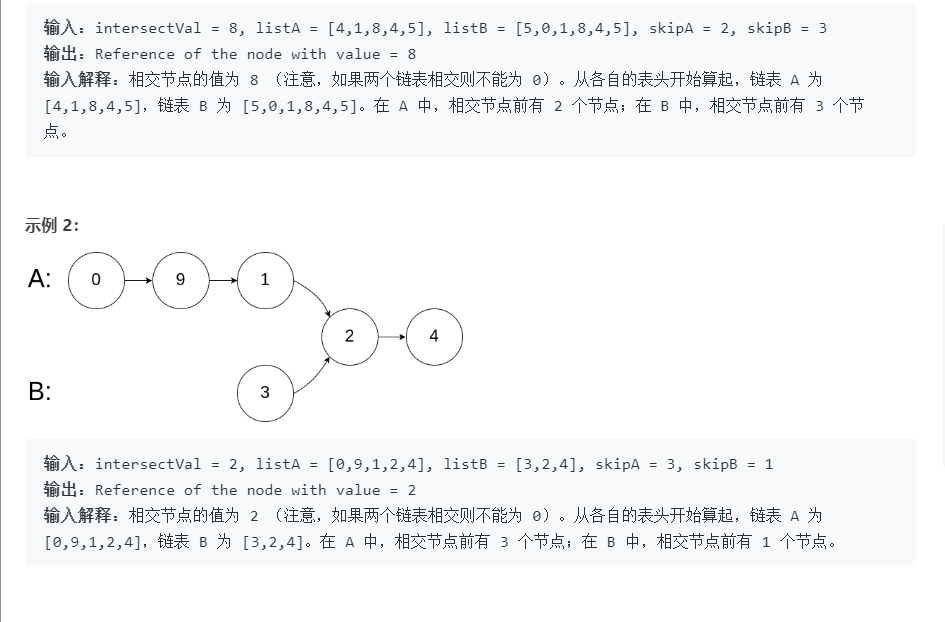 输入：intersectVal = 8, listA = [4,1,8,4,5], listB = [5,0,1,8,4,5], skipA = 2, skipB = 3
输出：Reference of the node with value = 8
输入解释：相交节点的值为 8 （注意，如果两个链表相交则不能为 0）。从各自的表头开始算起，链表 A 为
[4,1,8,4,5]，链表 B 为 [5,0,1,8,4,5]。在 A 中，相交节点前有 2 个节点；在 B 中，相交节点前有 3 个节
点。
示例 2：
A: 0 9 1
2 4
B: 3
输入：intersectVal = 2, listA = [0,9,1,2,4], listB = [3,2,4], skipA = 3, skipB = 1
输出：Reference of the node with value = 2
输入解释：相交节点的值为 2 （注意，如果两个链表相交则不能为 0）。从各自的表头开始算起，链表 A 为
[0,9,1,2,4]，链表 B 为 [3,2,4]。在 A 中，相交节点前有 3 个节点；在 B 中，相交节点前有 1 个节点。